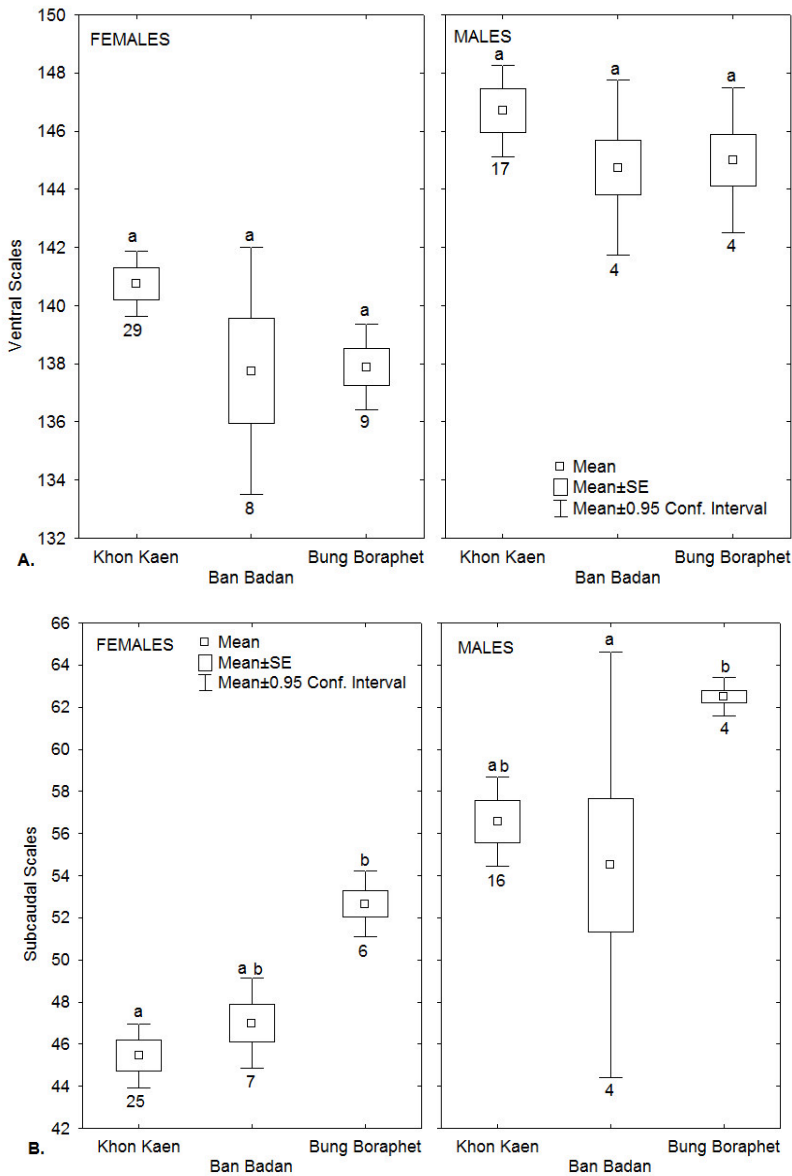 150
148
146
144
142
140
138
136
134
132
Ventral Scales
FEMALES
a
29
a
8
a
9
MALES
a
17
a
4
a
4
Mean
Mean±SE
Mean±0.95 Conf. Interval
A.
Khon Kaen
Ban Badan
Bung Boraphet
Khon Kaen
Ban Badan
Bung Boraphet
66
64
62
60
58
56
54
52
50
48
46
44
42
Subcaudal Scales
FEMALES
Mean
Mean±SE
Mean±0.95 Conf. Interval
a
25
a b
7
b
6
MALES
a b
16
a
4
b
4
B.
Khon Kaen
Ban Badan
Bung Boraphet
Khon Kaen
Ban Badan
Bung Boraphet